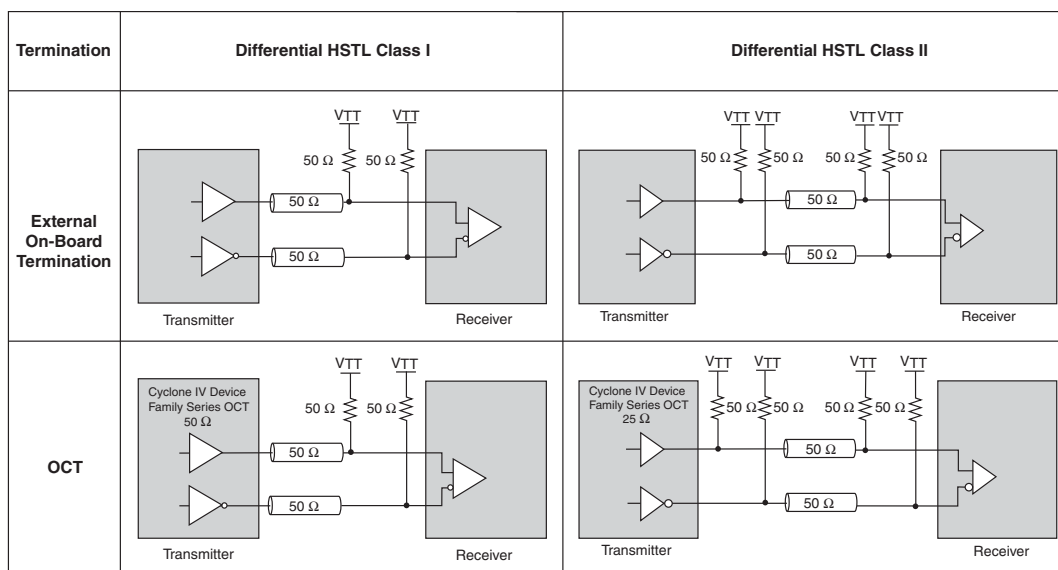 Termination
Differential HSTL Class I
Differential HSTL Class II
External
On-Board
Termination
VTT VTT
50 Ω 50 Ω
50 Ω
50 Ω
Transmitter
Receiver
VTT VTT VTT VTT
50 Ω 50 Ω 50 Ω 50 Ω
50 Ω
50 Ω
Transmitter
Receiver
OCT
Cyclone IV Device
Family Series OCT
50 Ω
VTT VTT
50 Ω 50 Ω
50 Ω
50 Ω
Transmitter
Receiver
Cyclone IV Device
Family Series OCT
25 Ω
VTT VTT VTT VTT
50 Ω 50 Ω 50 Ω 50 Ω
50 Ω
50 Ω
Transmitter
Receiver